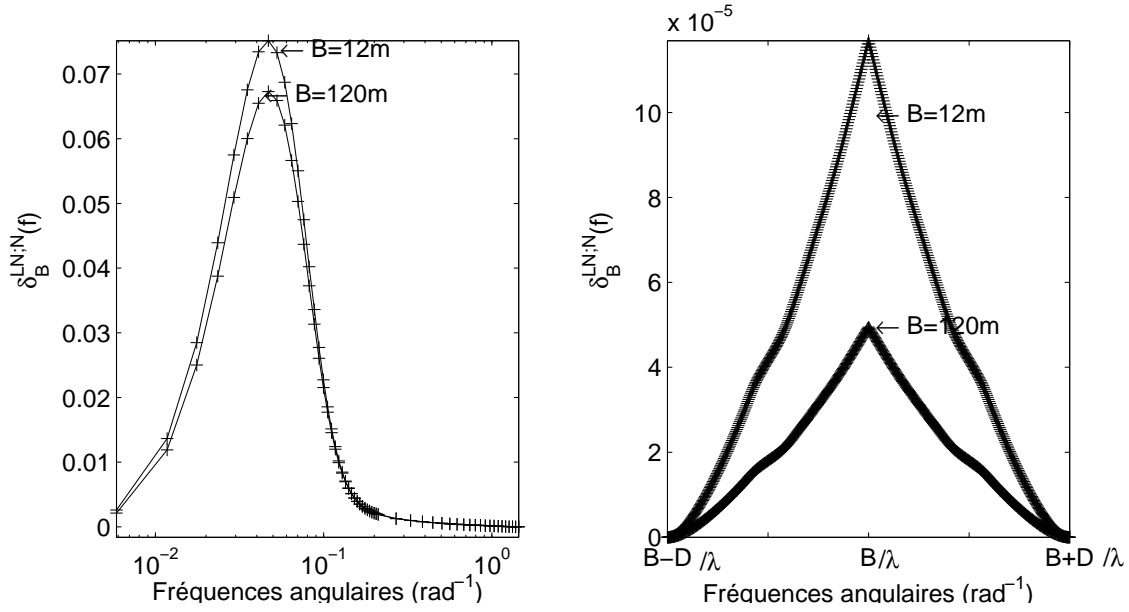 0.07
0.06
0.05
0.04
0.03
0.02
0.01
0
δ_B^{LN;N}(f)
B=12m
B=120m
10^{−2}
10^{−1}
10^0
Fréquences angulaires (rad^{−1})
x 10^{−5}
10
8
6
4
2
0
δ_B^{LN;N}(f)
B=12m
B=120m
B−D /λ
B/λ
B+D /λ
Fréquences angulaires (rad^{−1})